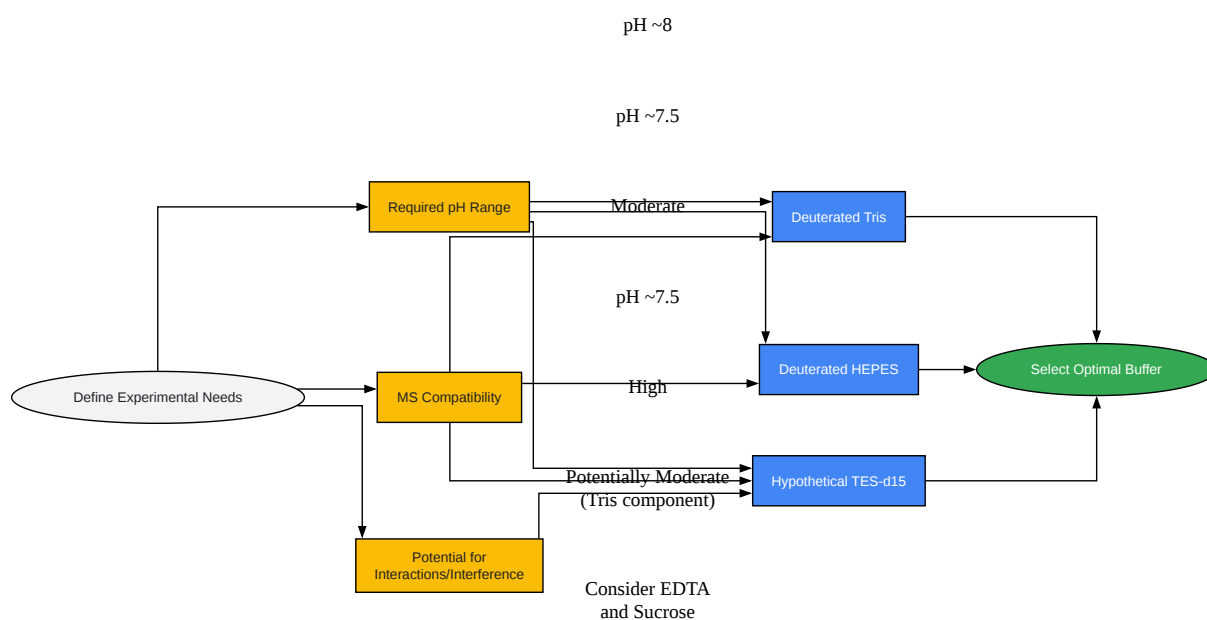 pH ~8
pH ~7.5
Required pH Range
Moderate
Deuterated Tris
pH ~7.5
Define Experimental Needs
MS Compatibility
High
Deuterated HEPES
Select Optimal Buffer
Potentially Moderate
(Tris component)
Hypothetical TES-d15
Potential for
Interactions/Interference
Consider EDTA
and Sucrose